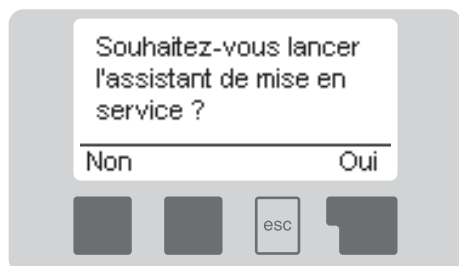 Souhaitez-vous lancer
l'assistant de mise en
service ?
Non Oui
esc